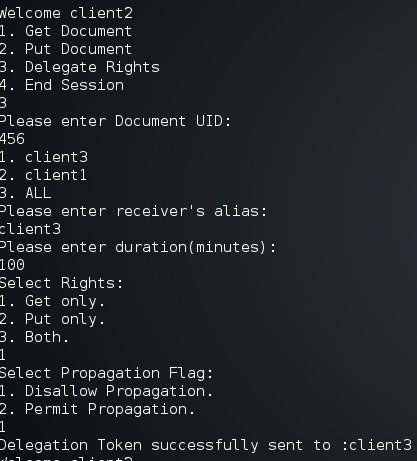 Welcome client2
1. Get Document
2. Put Document
3. Delegate Rights
4. End Session
3
Please enter Document UID:
456
1. client3
2. client1
3. ALL
Please enter receiver's alias:
client3
Please enter duration(minutes):
100
Select Rights:
1. Get only.
2. Put only.
3. Both.
1
Select Propagation Flag:
1. Disallow Propagation.
2. Permit Propagation.
1
Delegation Token successfully sent to :client3
Welcome client2